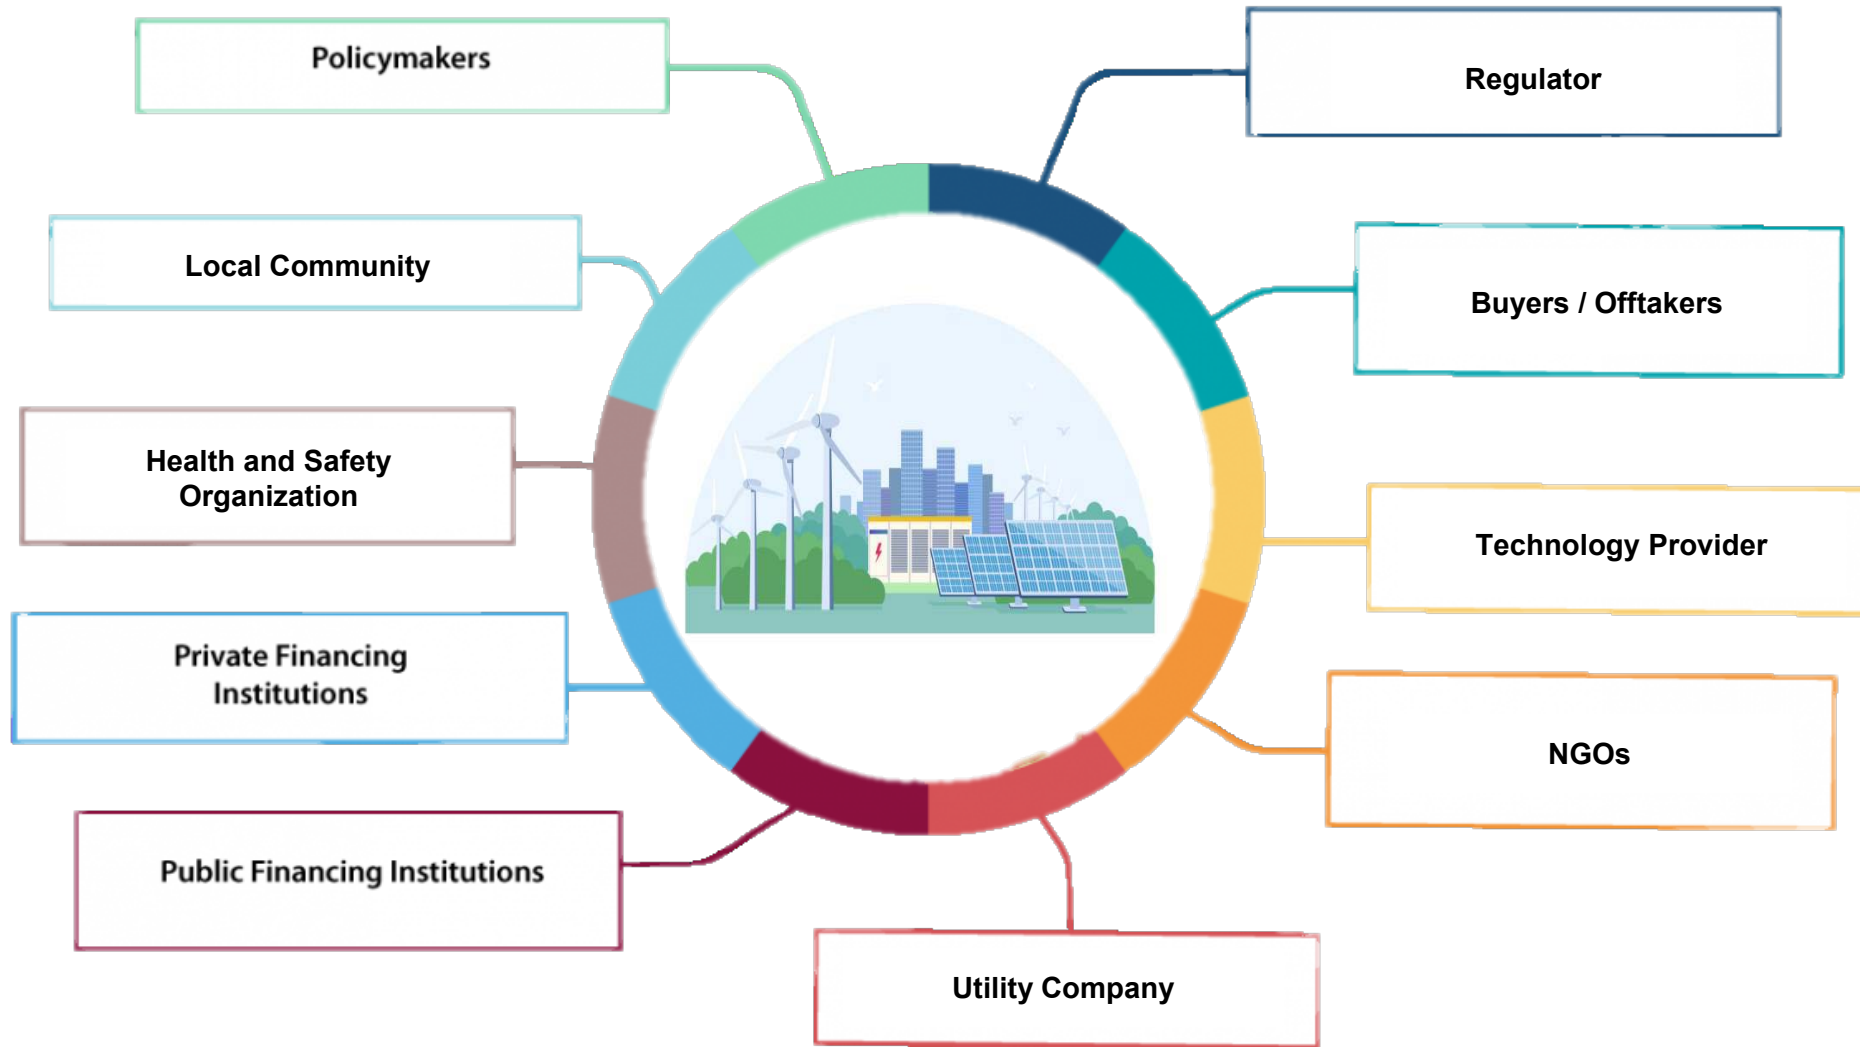 Policymakers
Regulator
Local Community
Buyers / Offtakers
Health and Safety
Organization
Technology Provider
Private Financing
Institutions
NGOs
Public Financing Institutions
Utility Company